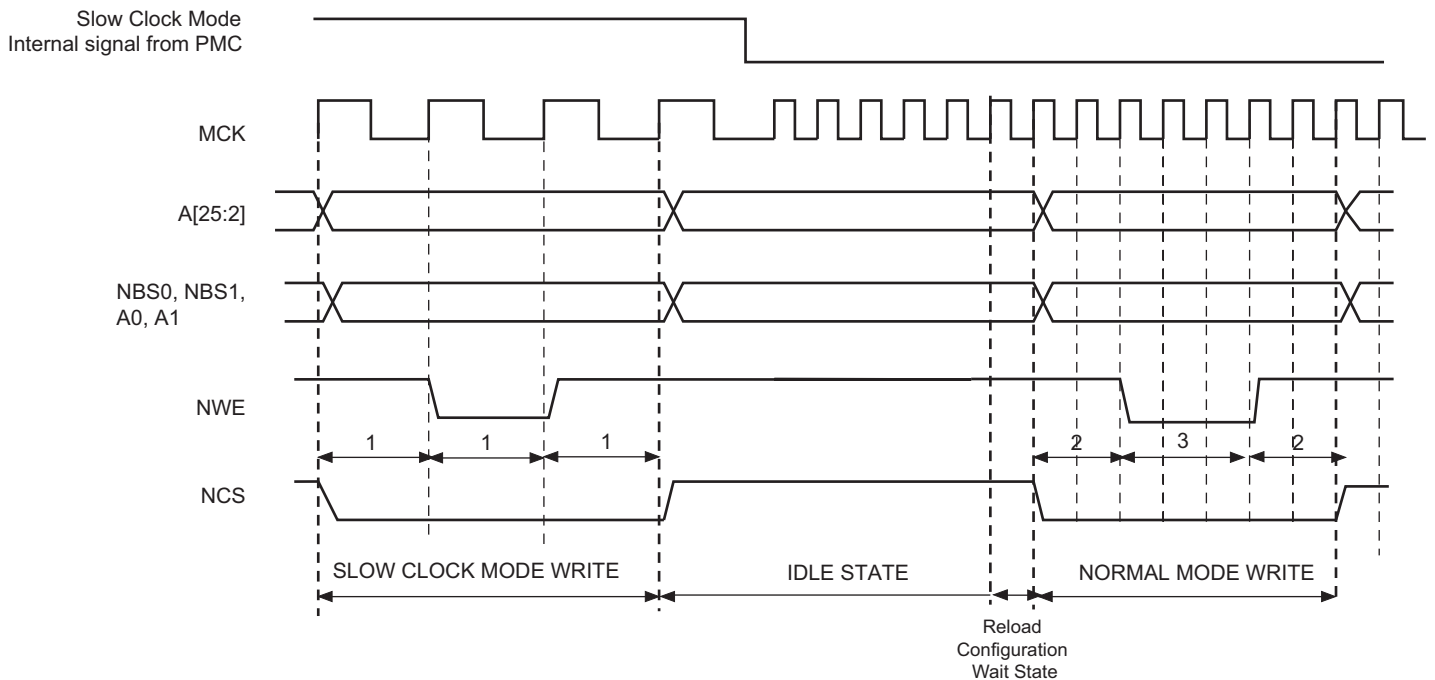 Slow Clock Mode
Internal signal from PMC
MCK
A[25:2]
NBS0, NBS1,
A0, A1
NWE
1 1 1 2 3 2
NCS
SLOW CLOCK MODE WRITE IDLE STATE NORMAL MODE WRITE
Reload
Configuration
Wait State